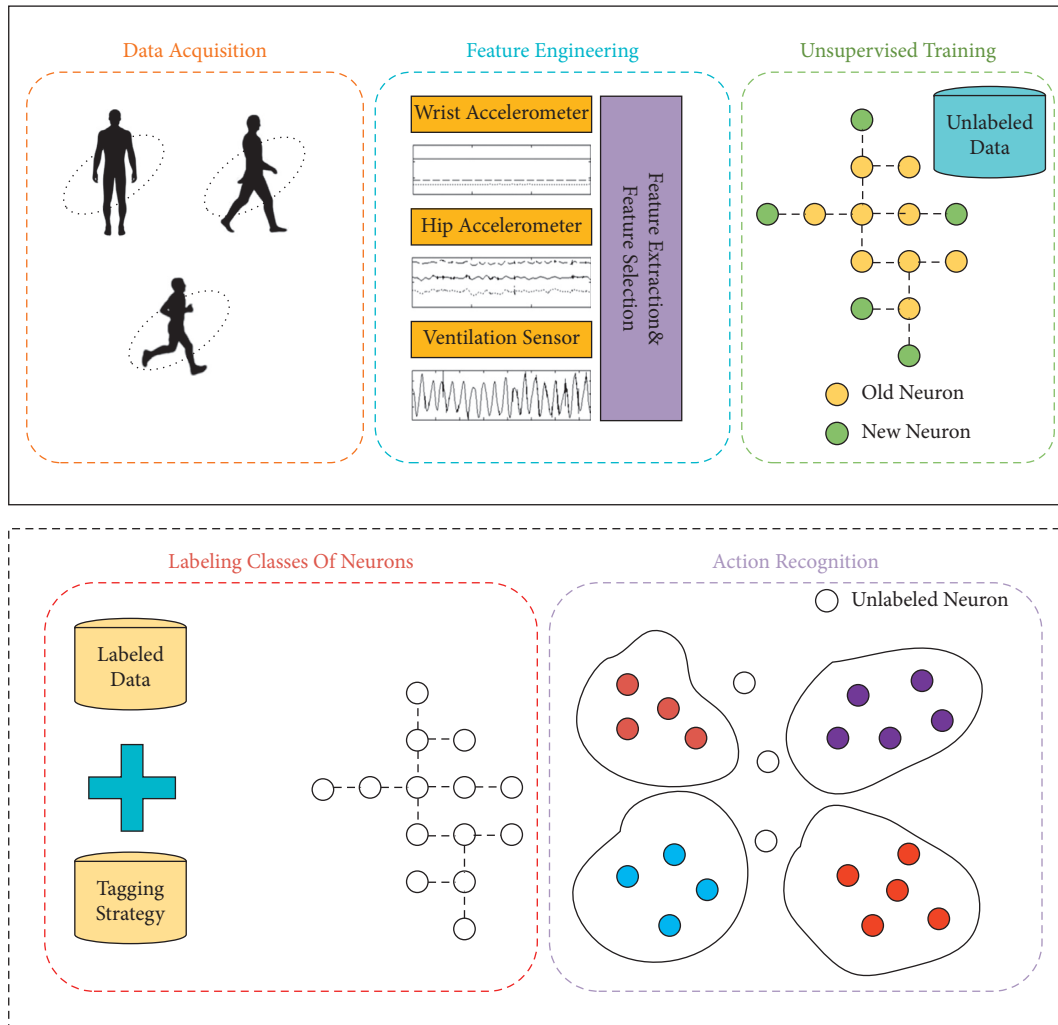 Data Acquisition
Feature Engineering
Wrist Accelerometer
Hip Accelerometer
Ventilation Sensor
Feature Extraction&
Feature Selection
Unsupervised Training
Unlabeled
Data
Old Neuron
New Neuron
Labeling Classes Of Neurons
Labeled
Data
Tagging
Strategy
Action Recognition
Unlabeled Neuron